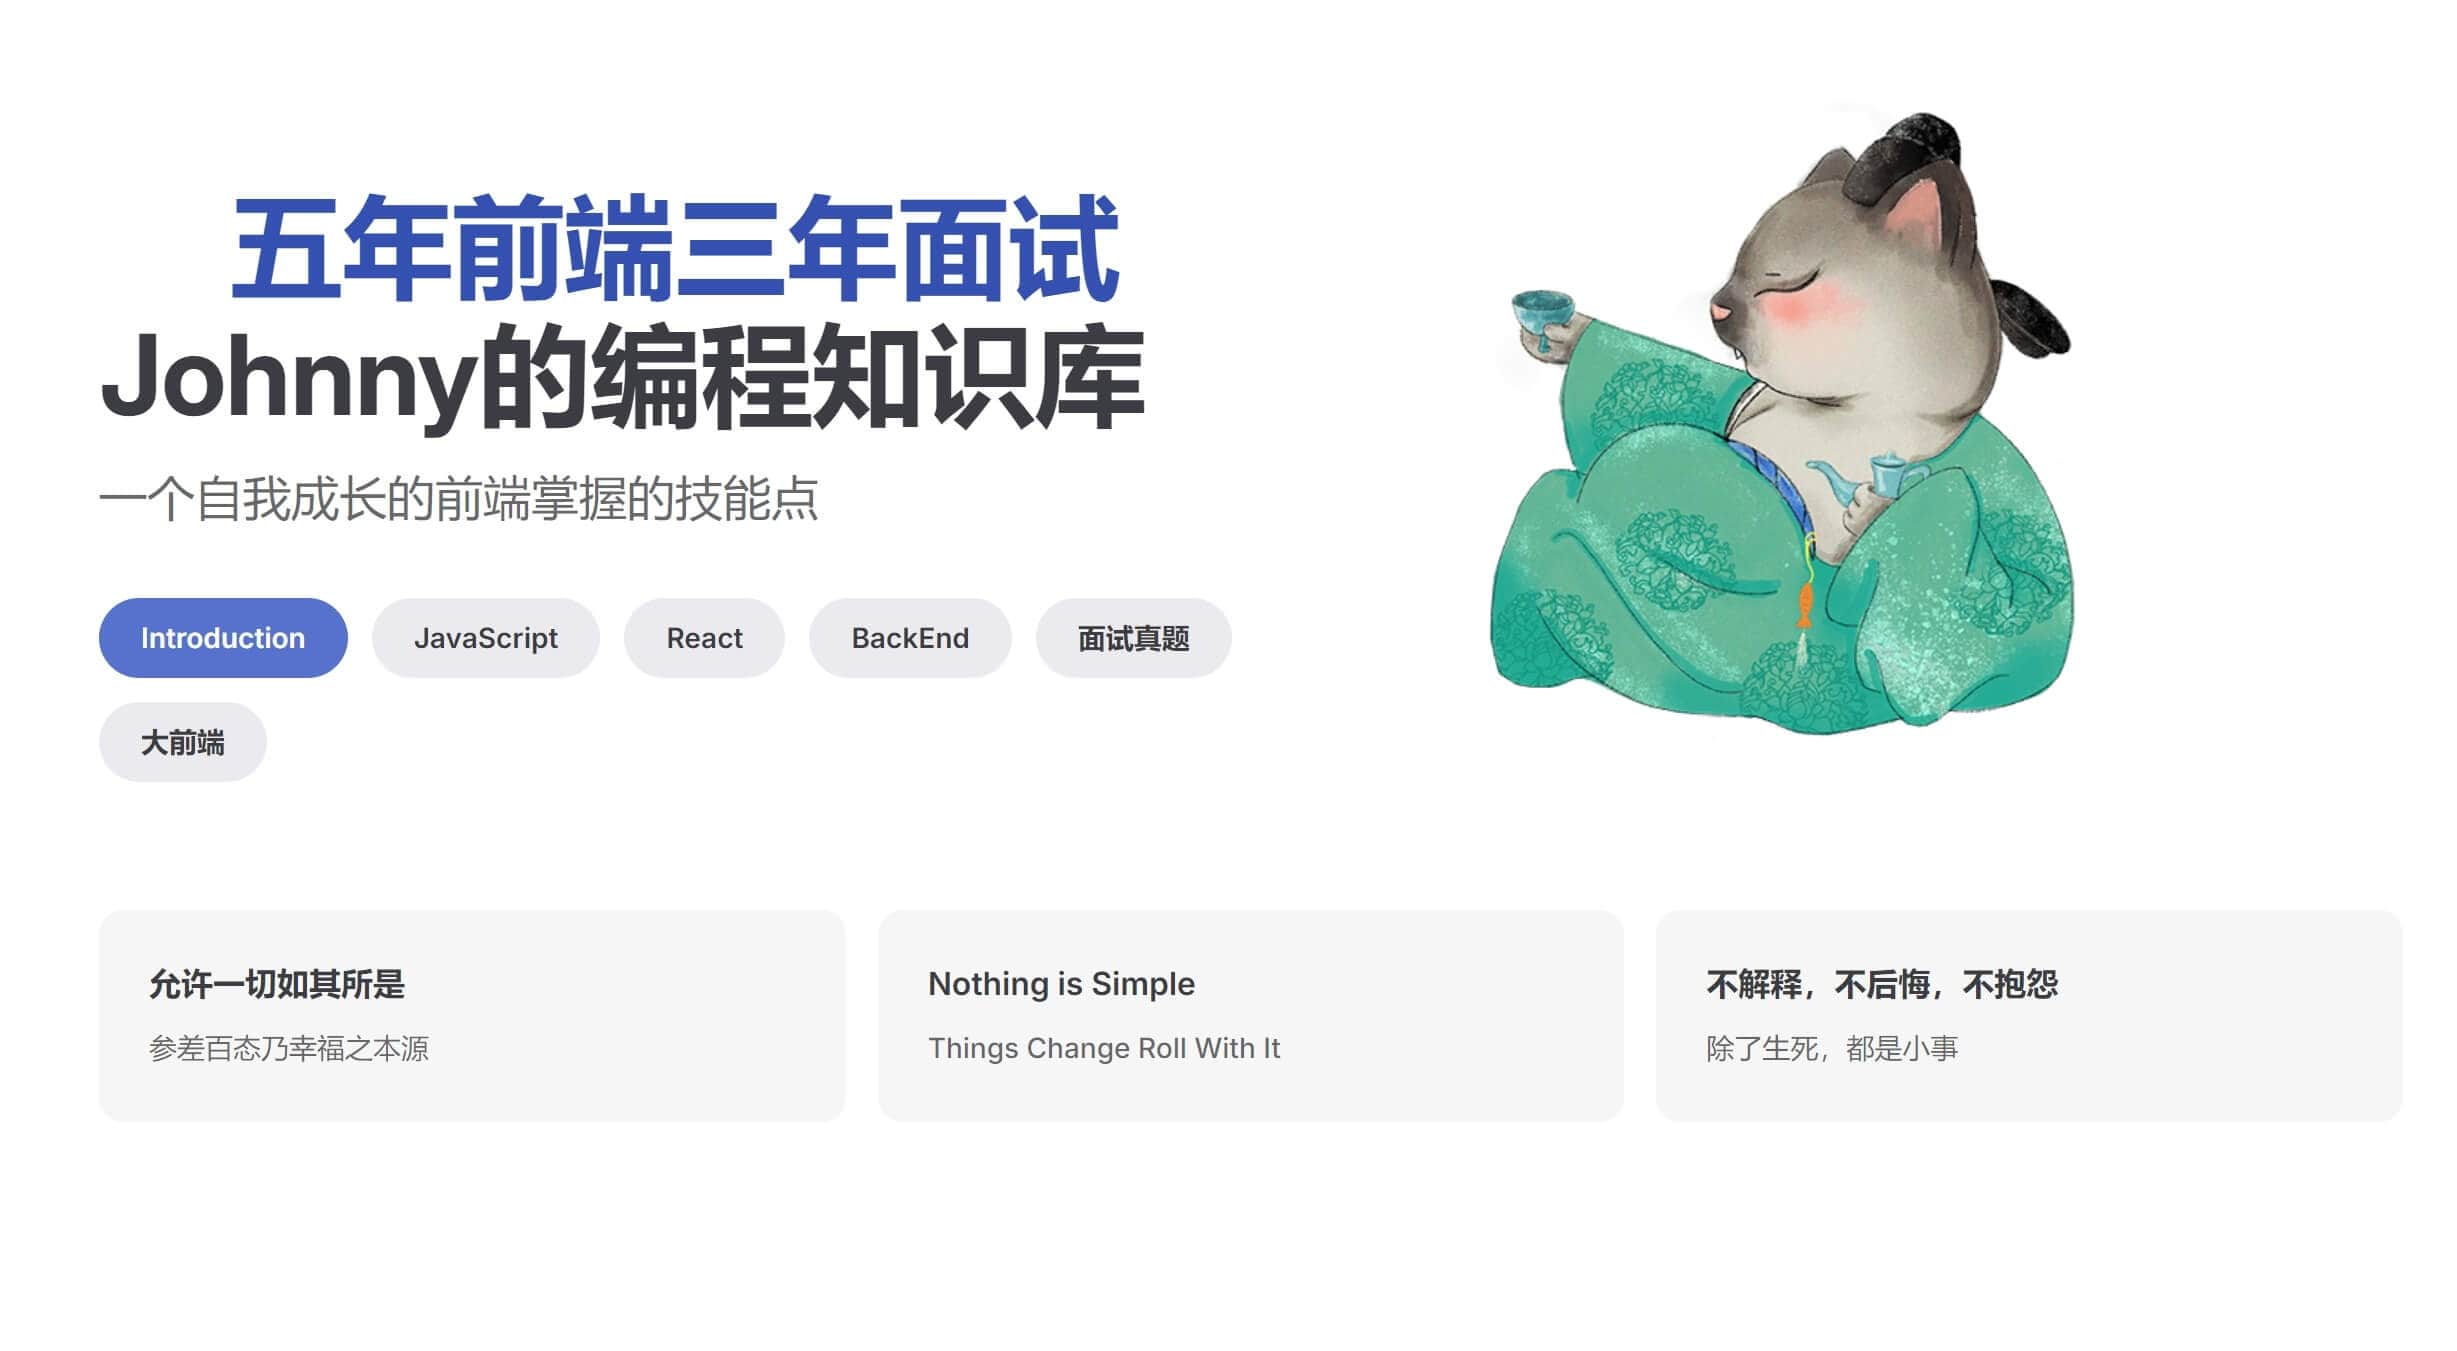 五年前端三年面试
Johnny的编程知识库
一个自我成长的前端掌握的技能点
Introduction
JavaScript
React
BackEnd
面试真题
大前端
允许一切如其所是
参差百态乃幸福之本源
Nothing is Simple
Things Change Roll With It
不解释，不后悔，不抱怨
除了生死，都是小事